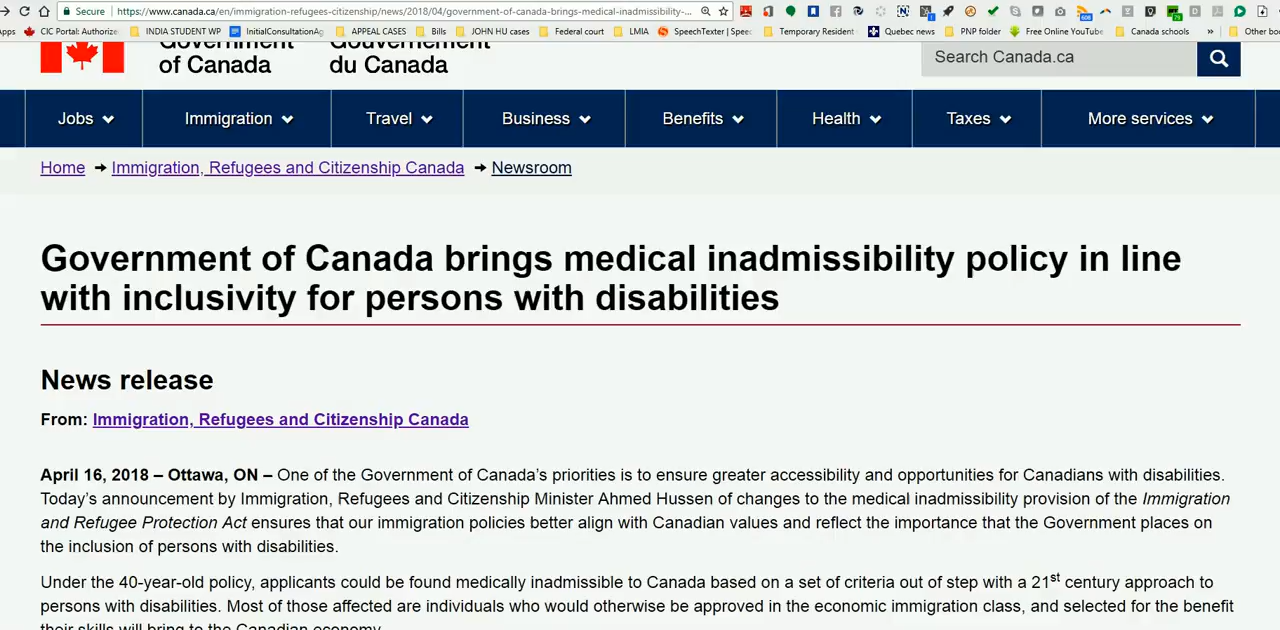 Secure https://www.canada.ca/en/immigration-refugees-citizenship/news/2018/04/government-of-canada-brings-medical-inadmissibility-...
Apps CIC Portal: Authorize INDIA STUDENT WP InitialConsultationAg APPEAL CASES Bills JOHN HU cases Federal court LMIA SpeechTexter | Spee Temporary Resident Quebec news PNP folder Free Online YouTube Canada schools » Other boo
Government Gouvernement
of Canada du Canada
Search Canada.ca
Jobs Immigration Travel Business Benefits Health Taxes More services
Home → Immigration, Refugees and Citizenship Canada → Newsroom
Government of Canada brings medical inadmissibility policy in line
with inclusivity for persons with disabilities
News release
From: Immigration, Refugees and Citizenship Canada
April 16, 2018 – Ottawa, ON – One of the Government of Canada’s priorities is to ensure greater accessibility and opportunities for Canadians with disabilities.
Today’s announcement by Immigration, Refugees and Citizenship Minister Ahmed Hussen of changes to the medical inadmissibility provision of the Immigration
and Refugee Protection Act ensures that our immigration policies better align with Canadian values and reflect the importance that the Government places on
the inclusion of persons with disabilities.
Under the 40-year-old policy, applicants could be found medically inadmissible to Canada based on a set of criteria out of step with a 21st century approach to
persons with disabilities. Most of those affected are individuals who would otherwise be approved in the economic immigration class, and selected for the benefit
their skills will bring to the Canadian economy.